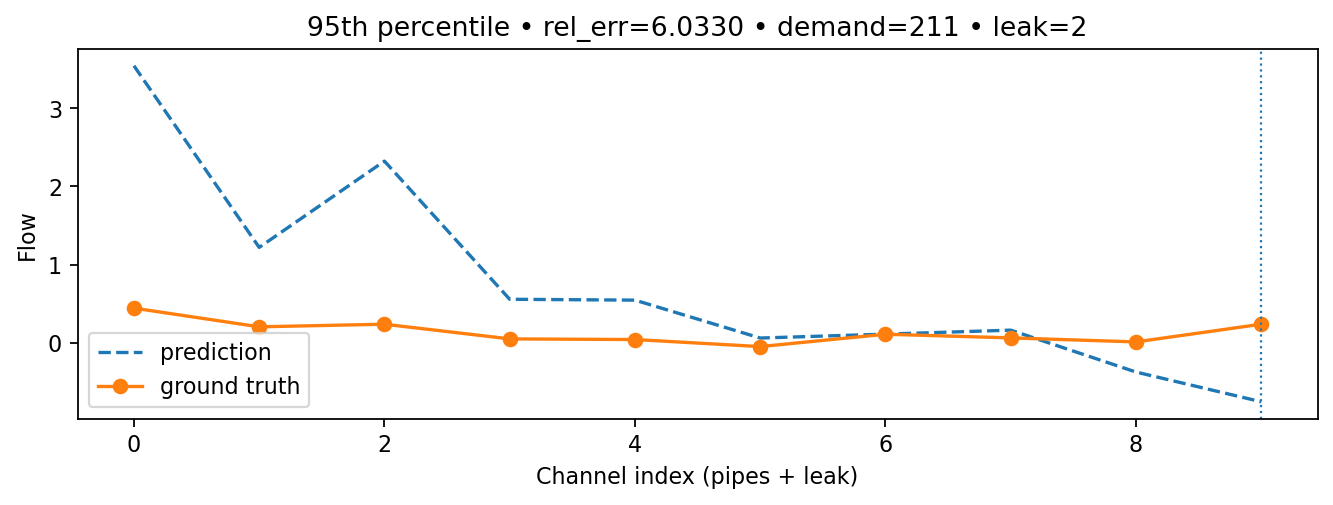 95th percentile • rel_err=6.0330 • demand=211 • leak=2
Flow
3
2
1
0
prediction
ground truth
0 2 4 6 8
Channel index (pipes + leak)